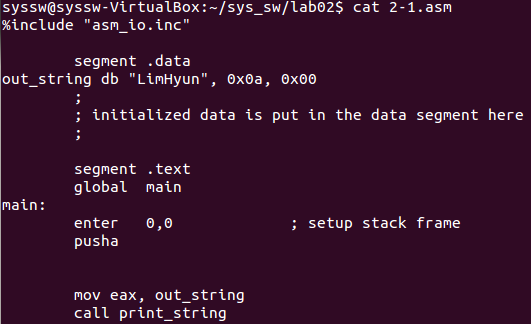 syssw@syssw-VirtualBox:~/sys_sw/lab02$ cat 2-1.asm
%include "asm_io.inc"
segment .data
out_string db "LimHyun", 0x0a, 0x00
;
; initialized data is put in the data segment here
;
segment .text
global  main
main:
enter   0,0             ; setup stack frame
pusha
mov eax, out_string
call print_string